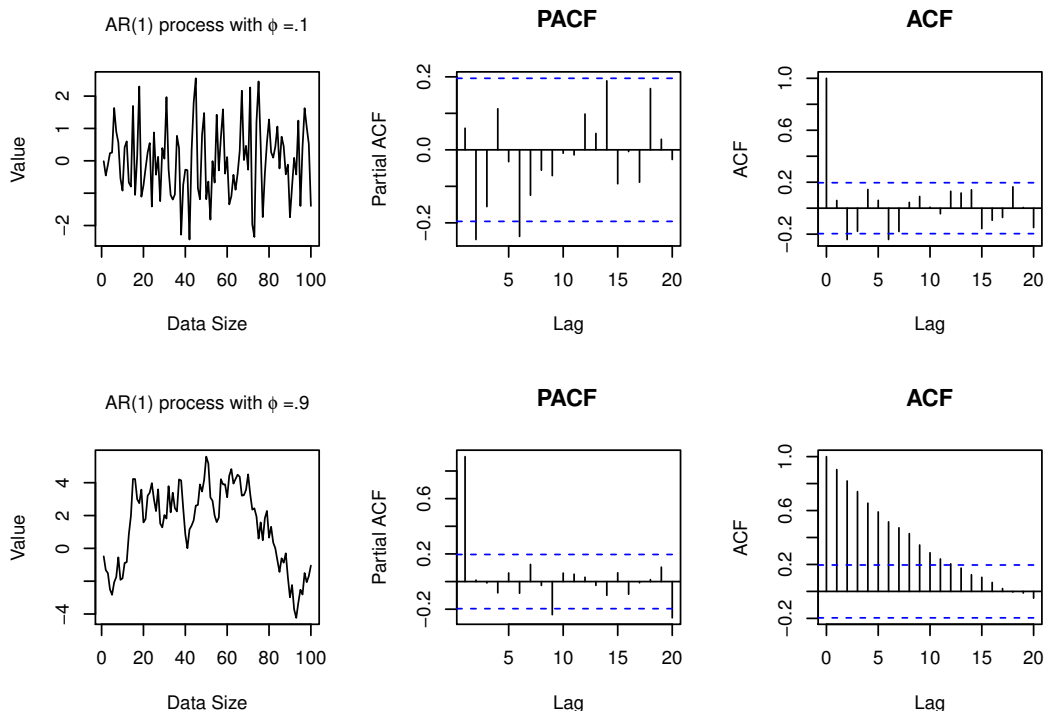 AR(1) process with ϕ =.1
Value
2
1
0
−2
0 20 40 60 80 100
Data Size
PACF
Partial ACF
0.2
0.0
−0.2
5 10 15 20
Lag
ACF
ACF
1.0
0.6
0.2
−0.2
0 5 10 15 20
Lag
AR(1) process with ϕ =.9
Value
4
2
0
−4
0 20 40 60 80 100
Data Size
PACF
Partial ACF
0.6
0.2
−0.2
5 10 15 20
Lag
ACF
ACF
1.0
0.6
0.2
−0.2
0 5 10 15 20
Lag